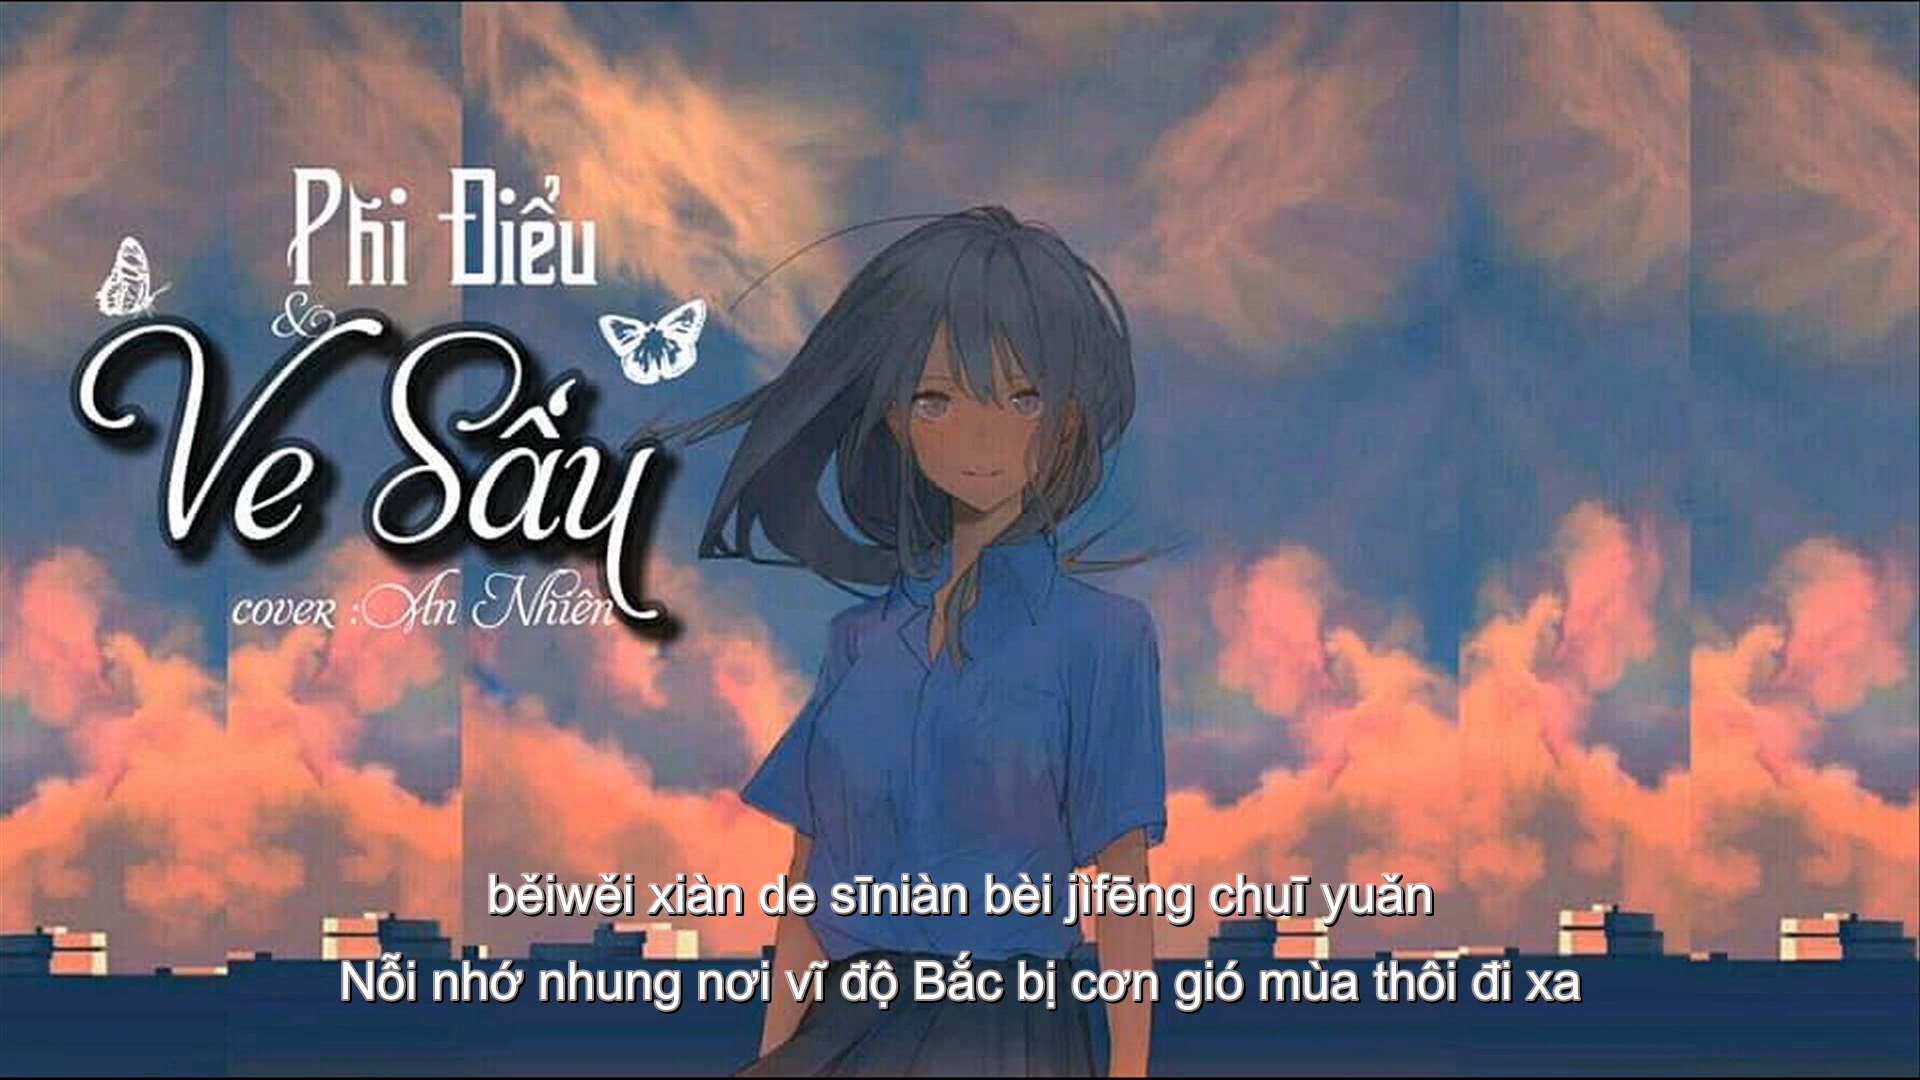 Phi Điểu
&
Ve Sầu
cover :An Nhiên
běiwěi xiàn de sīniàn bèi jìfēng chuī yuǎn
Nỗi nhớ nhung nơi vĩ độ Bắc bị cơn gió mùa thôi đi xa